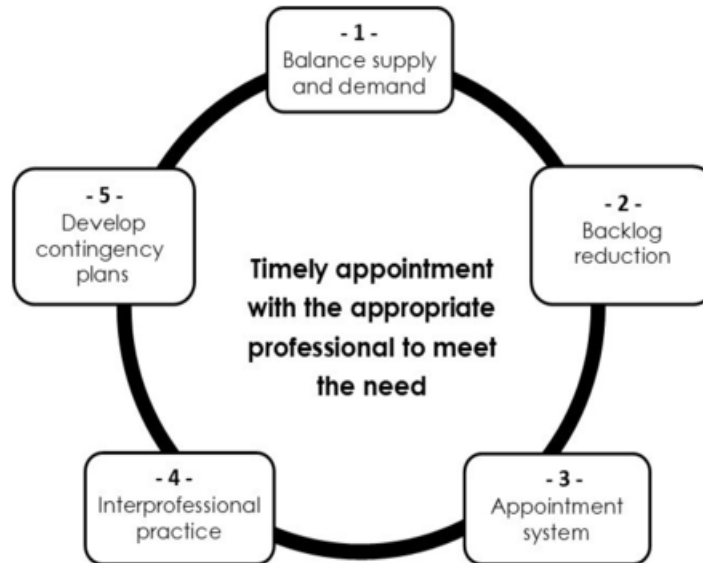 - 1 -
Balance supply
and demand
- 2 -
Backlog
reduction
- 3 -
Appointment
system
- 4 -
Interprofessional
practice
- 5 -
Develop
contingency
plans
Timely appointment
with the appropriate
professional to meet
the need